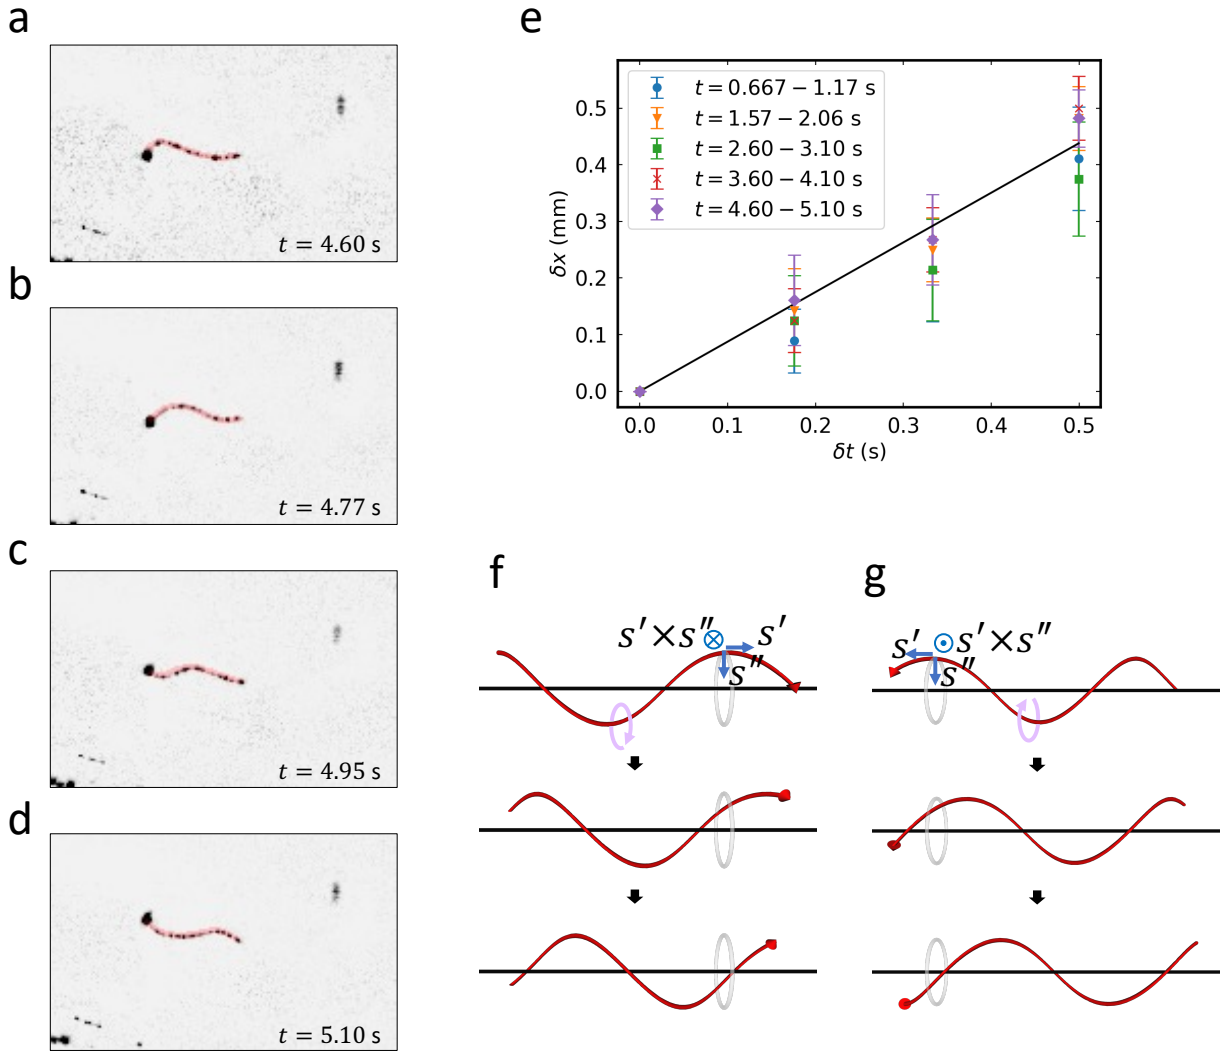 a
t = 4.60 s
b
t = 4.77 s
c
t = 4.95 s
d
t = 5.10 s
e
δx (mm)
0.5
0.4
0.3
0.2
0.1
0.0
t = 0.667 − 1.17 s
t = 1.57 − 2.06 s
t = 2.60 − 3.10 s
t = 3.60 − 4.10 s
t = 4.60 − 5.10 s
0.0 0.1 0.2 0.3 0.4 0.5
δt (s)
f
s′×s″ s′
s″
g
s′ s′×s″
s″